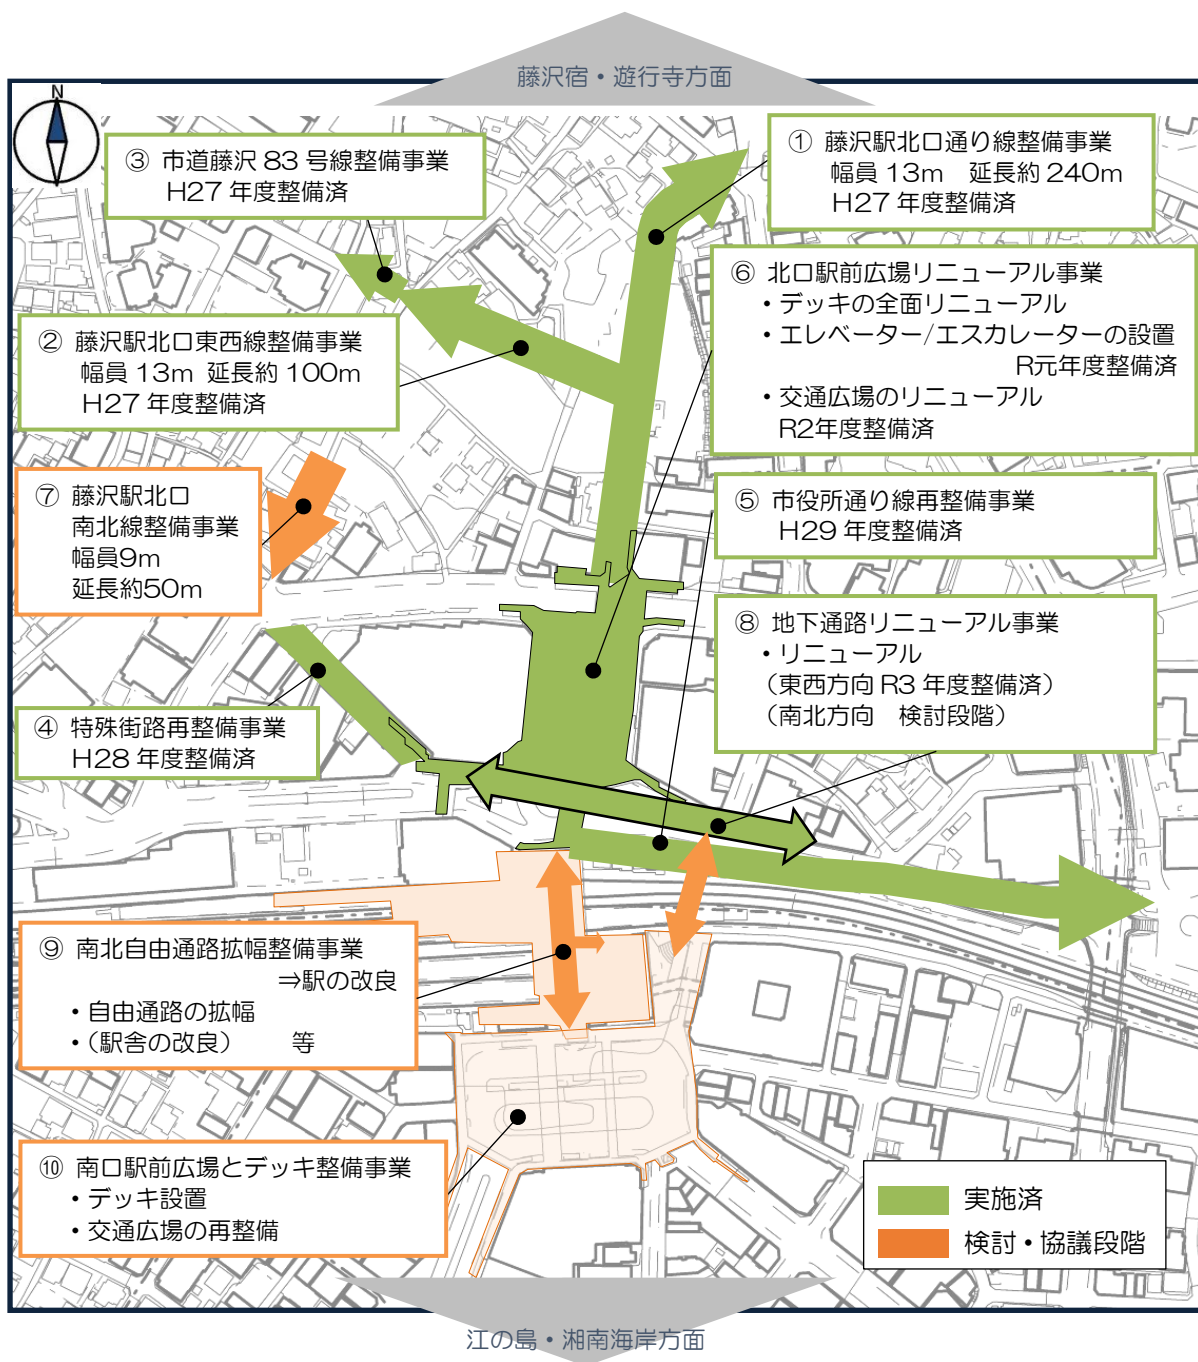 藤沢宿・遊行寺方面
N
③ 市道藤沢 83 号線整備事業
H27 年度整備済
① 藤沢駅北口通り線整備事業
幅員 13m 延長約 240m
H27 年度整備済
⑥ 北口駅前広場リニューアル事業
・デッキの全面リニューアル
・エレベーター/エスカレーターの設置
R元年度整備済
・交通広場のリニューアル
R2年度整備済
② 藤沢駅北口東西線整備事業
幅員 13m 延長約 100m
H27 年度整備済
⑦ 藤沢駅北口
南北線整備事業
幅員9m
延長約50m
⑤ 市役所通り線再整備事業
H29 年度整備済
⑧ 地下通路リニューアル事業
・リニューアル
（東西方向 R3 年度整備済）
（南北方向 検討段階）
④ 特殊街路再整備事業
H28 年度整備済
⑨ 南北自由通路拡幅整備事業
⇒駅の改良
・自由通路の拡幅
・（駅舎の改良） 等
⑩ 南口駅前広場とデッキ整備事業
・デッキ設置
・交通広場の再整備
実施済
検討・協議段階
江の島・湘南海岸方面